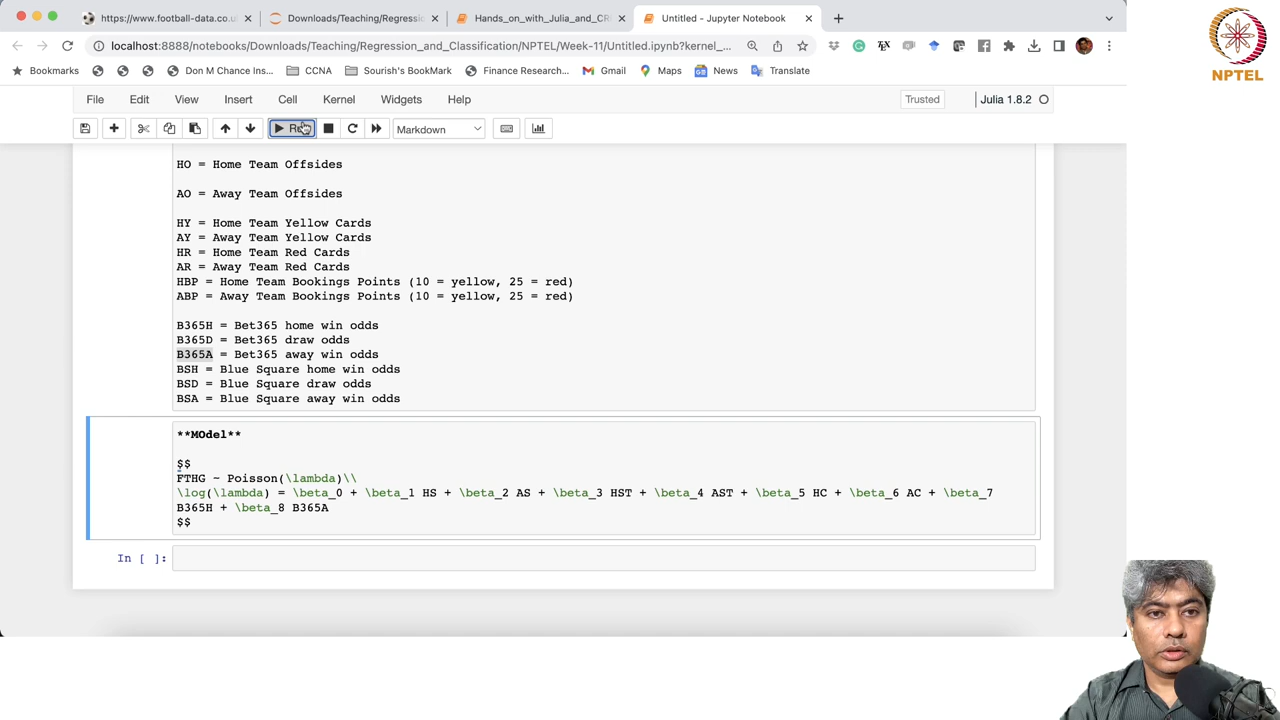 https://www.football-data.co.u
Downloads/Teaching/Regressio
Hands_on_with_Julia_and_CR
Untitled - Jupyter Notebook
localhost:8888/notebooks/Downloads/Teaching/Regression_and_Classification/NPTEL/Week-11/Untitled.ipynb?kernel_...
Bookmarks
Don M Chance Ins...
CCNA
Sourish's BookMark
Finance Research...
Gmail
Maps
News
Translate
NPTEL
File Edit View Insert Cell Kernel Widgets Help
Trusted
Julia 1.8.2
Run
Markdown
HO = Home Team Offsides
AO = Away Team Offsides
HY = Home Team Yellow Cards
AY = Away Team Yellow Cards
HR = Home Team Red Cards
AR = Away Team Red Cards
HBP = Home Team Bookings Points (10 = yellow, 25 = red)
ABP = Away Team Bookings Points (10 = yellow, 25 = red)
B365H = Bet365 home win odds
B365D = Bet365 draw odds
B365A = Bet365 away win odds
BSH = Blue Square home win odds
BSD = Blue Square draw odds
BSA = Blue Square away win odds
**MOdel**
$$
FTHG ~ Poisson(\lambda)\\
\log(\lambda) = \beta_0 + \beta_1 HS + \beta_2 AS + \beta_3 HST + \beta_4 AST + \beta_5 HC + \beta_6 AC + \beta_7
B365H + \beta_8 B365A
$$
In [ ]: